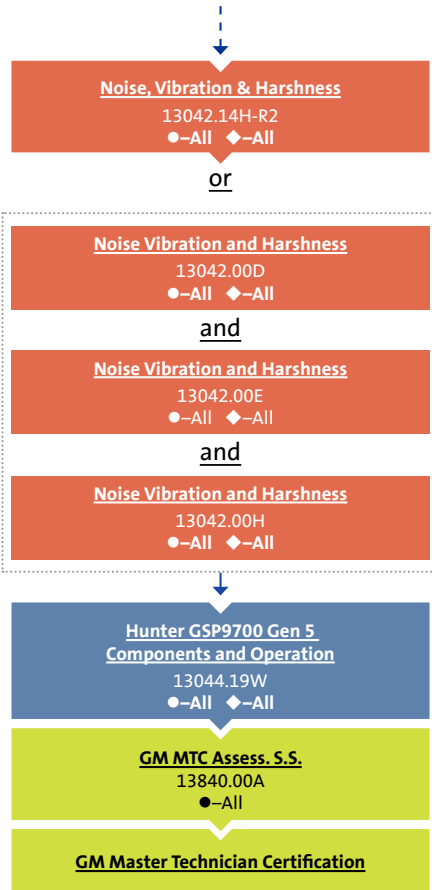 Noise, Vibration & Harshness
13042.14H-R2
●–All ◆–All
or
Noise Vibration and Harshness
13042.00D
●–All ◆–All
and
Noise Vibration and Harshness
13042.00E
●–All ◆–All
and
Noise Vibration and Harshness
13042.00H
●–All ◆–All
Hunter GSP9700 Gen 5
Components and Operation
13044.19W
●–All ◆–All
GM MTC Assess. S.S.
13840.00A
●–All
GM Master Technician Certification